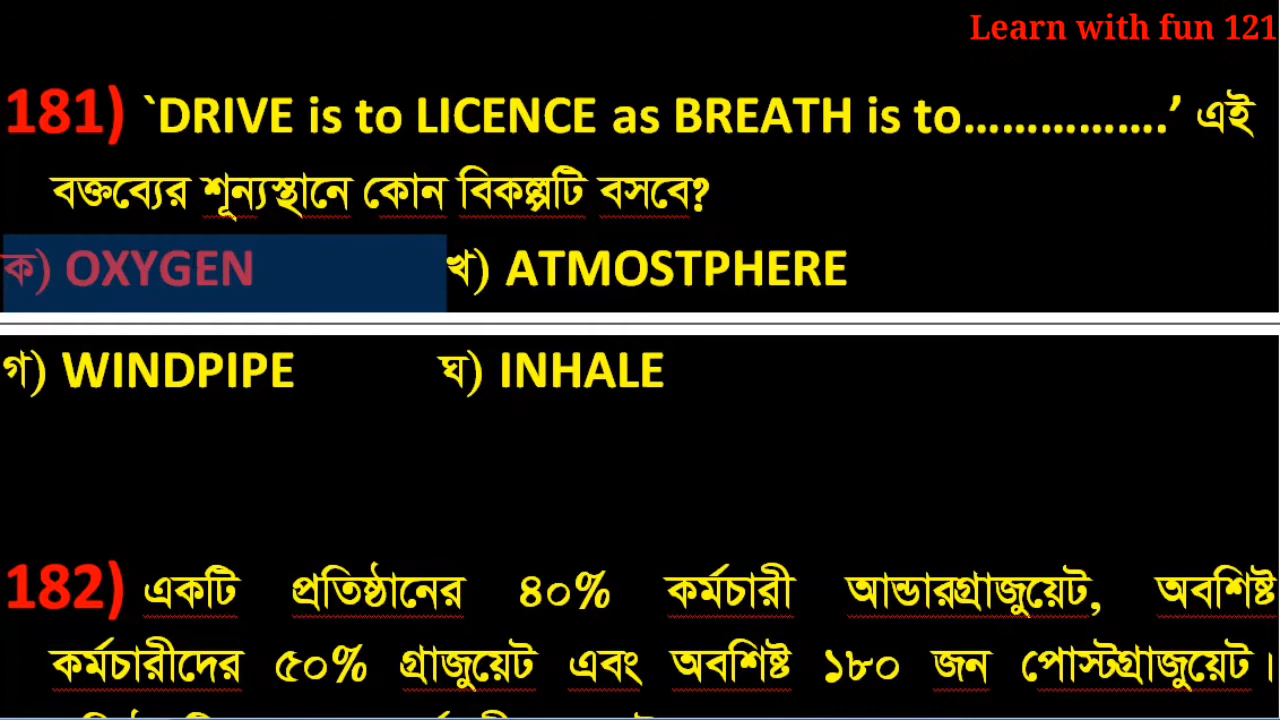 Learn with fun 121
181) `DRIVE is to LICENCE as BREATH is to................’ এই
বক্তব্যের শূন্যস্থানে কোন বিকল্পটি বসবে?
ক) OXYGEN খ) ATMOSTPHERE
গ) WINDPIPE ঘ) INHALE
182) একটি প্রতিষ্ঠানের ৪০% কর্মচারী আন্ডারগ্রাজুয়েট, অবশিষ্ট
কর্মচারীদের ৫০% গ্রাজুয়েট এবং অবশিষ্ট ১৮০ জন পোস্টগ্রাজুয়েট।